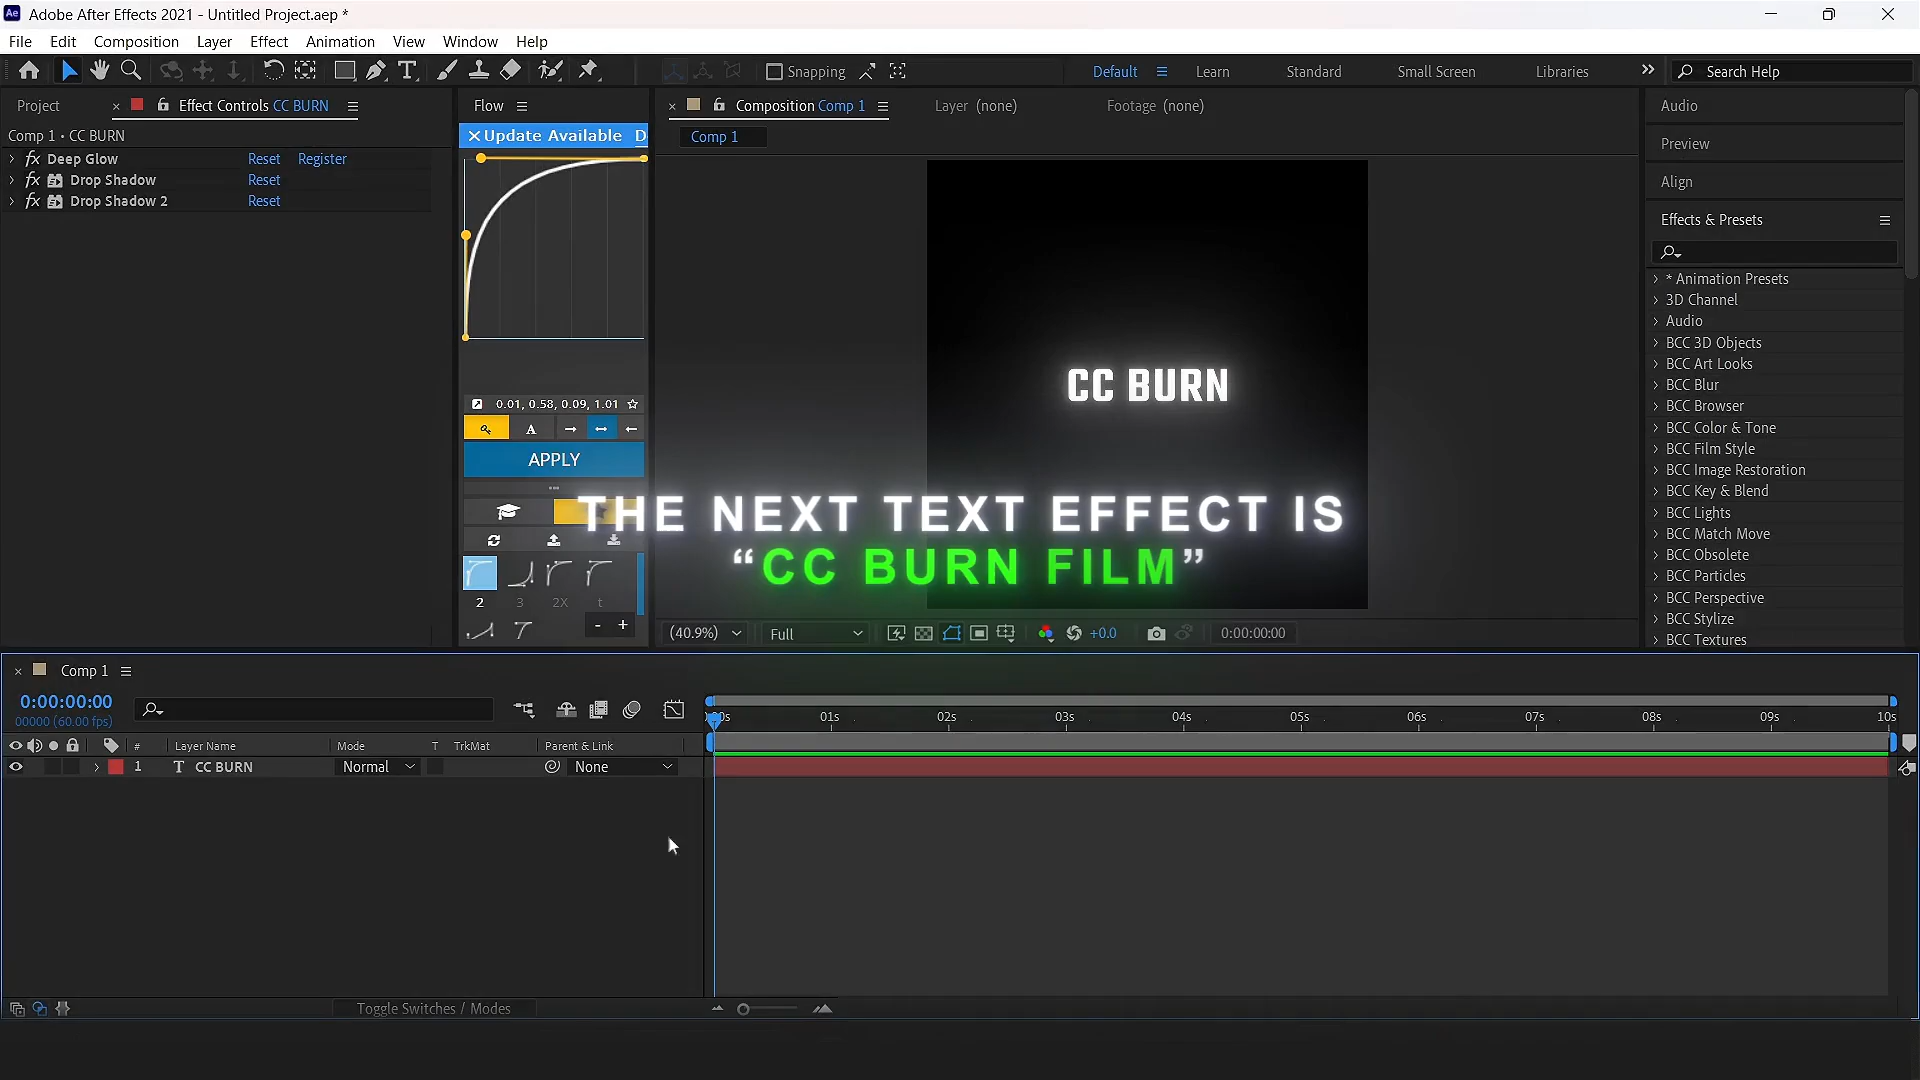 Ae Adobe After Effects 2021 - Untitled Project.aep *
File Edit Composition Layer Effect Animation View Window Help
Snapping Default Learn Standard Small Screen Libraries Search Help
Project Effect Controls CC BURN
Comp 1 • CC BURN
fx Deep Glow Reset Register
fx Drop Shadow Reset
fx Drop Shadow 2 Reset
Flow
Update Available D
0.01, 0.58, 0.09, 1.01
A
APPLY
2 3 2X t
- +
Composition Comp 1 Layer (none) Footage (none)
Comp 1
CC BURN
THE NEXT TEXT EFFECT IS
“CC BURN FILM”
(40.9%) Full +0.0 0:00:00:00
Audio
Preview
Align
Effects & Presets
* Animation Presets
3D Channel
Audio
BCC 3D Objects
BCC Art Looks
BCC Blur
BCC Browser
BCC Color & Tone
BCC Film Style
BCC Image Restoration
BCC Key & Blend
BCC Lights
BCC Match Move
BCC Obsolete
BCC Particles
BCC Perspective
BCC Stylize
BCC Textures
Comp 1
0:00:00:00
00000 (60.00 fps)
01s 02s 03s 04s 05s 06s 07s 08s 09s 10s
# Layer Name Mode T TrkMat Parent & Link
1 T CC BURN Normal None
Toggle Switches / Modes